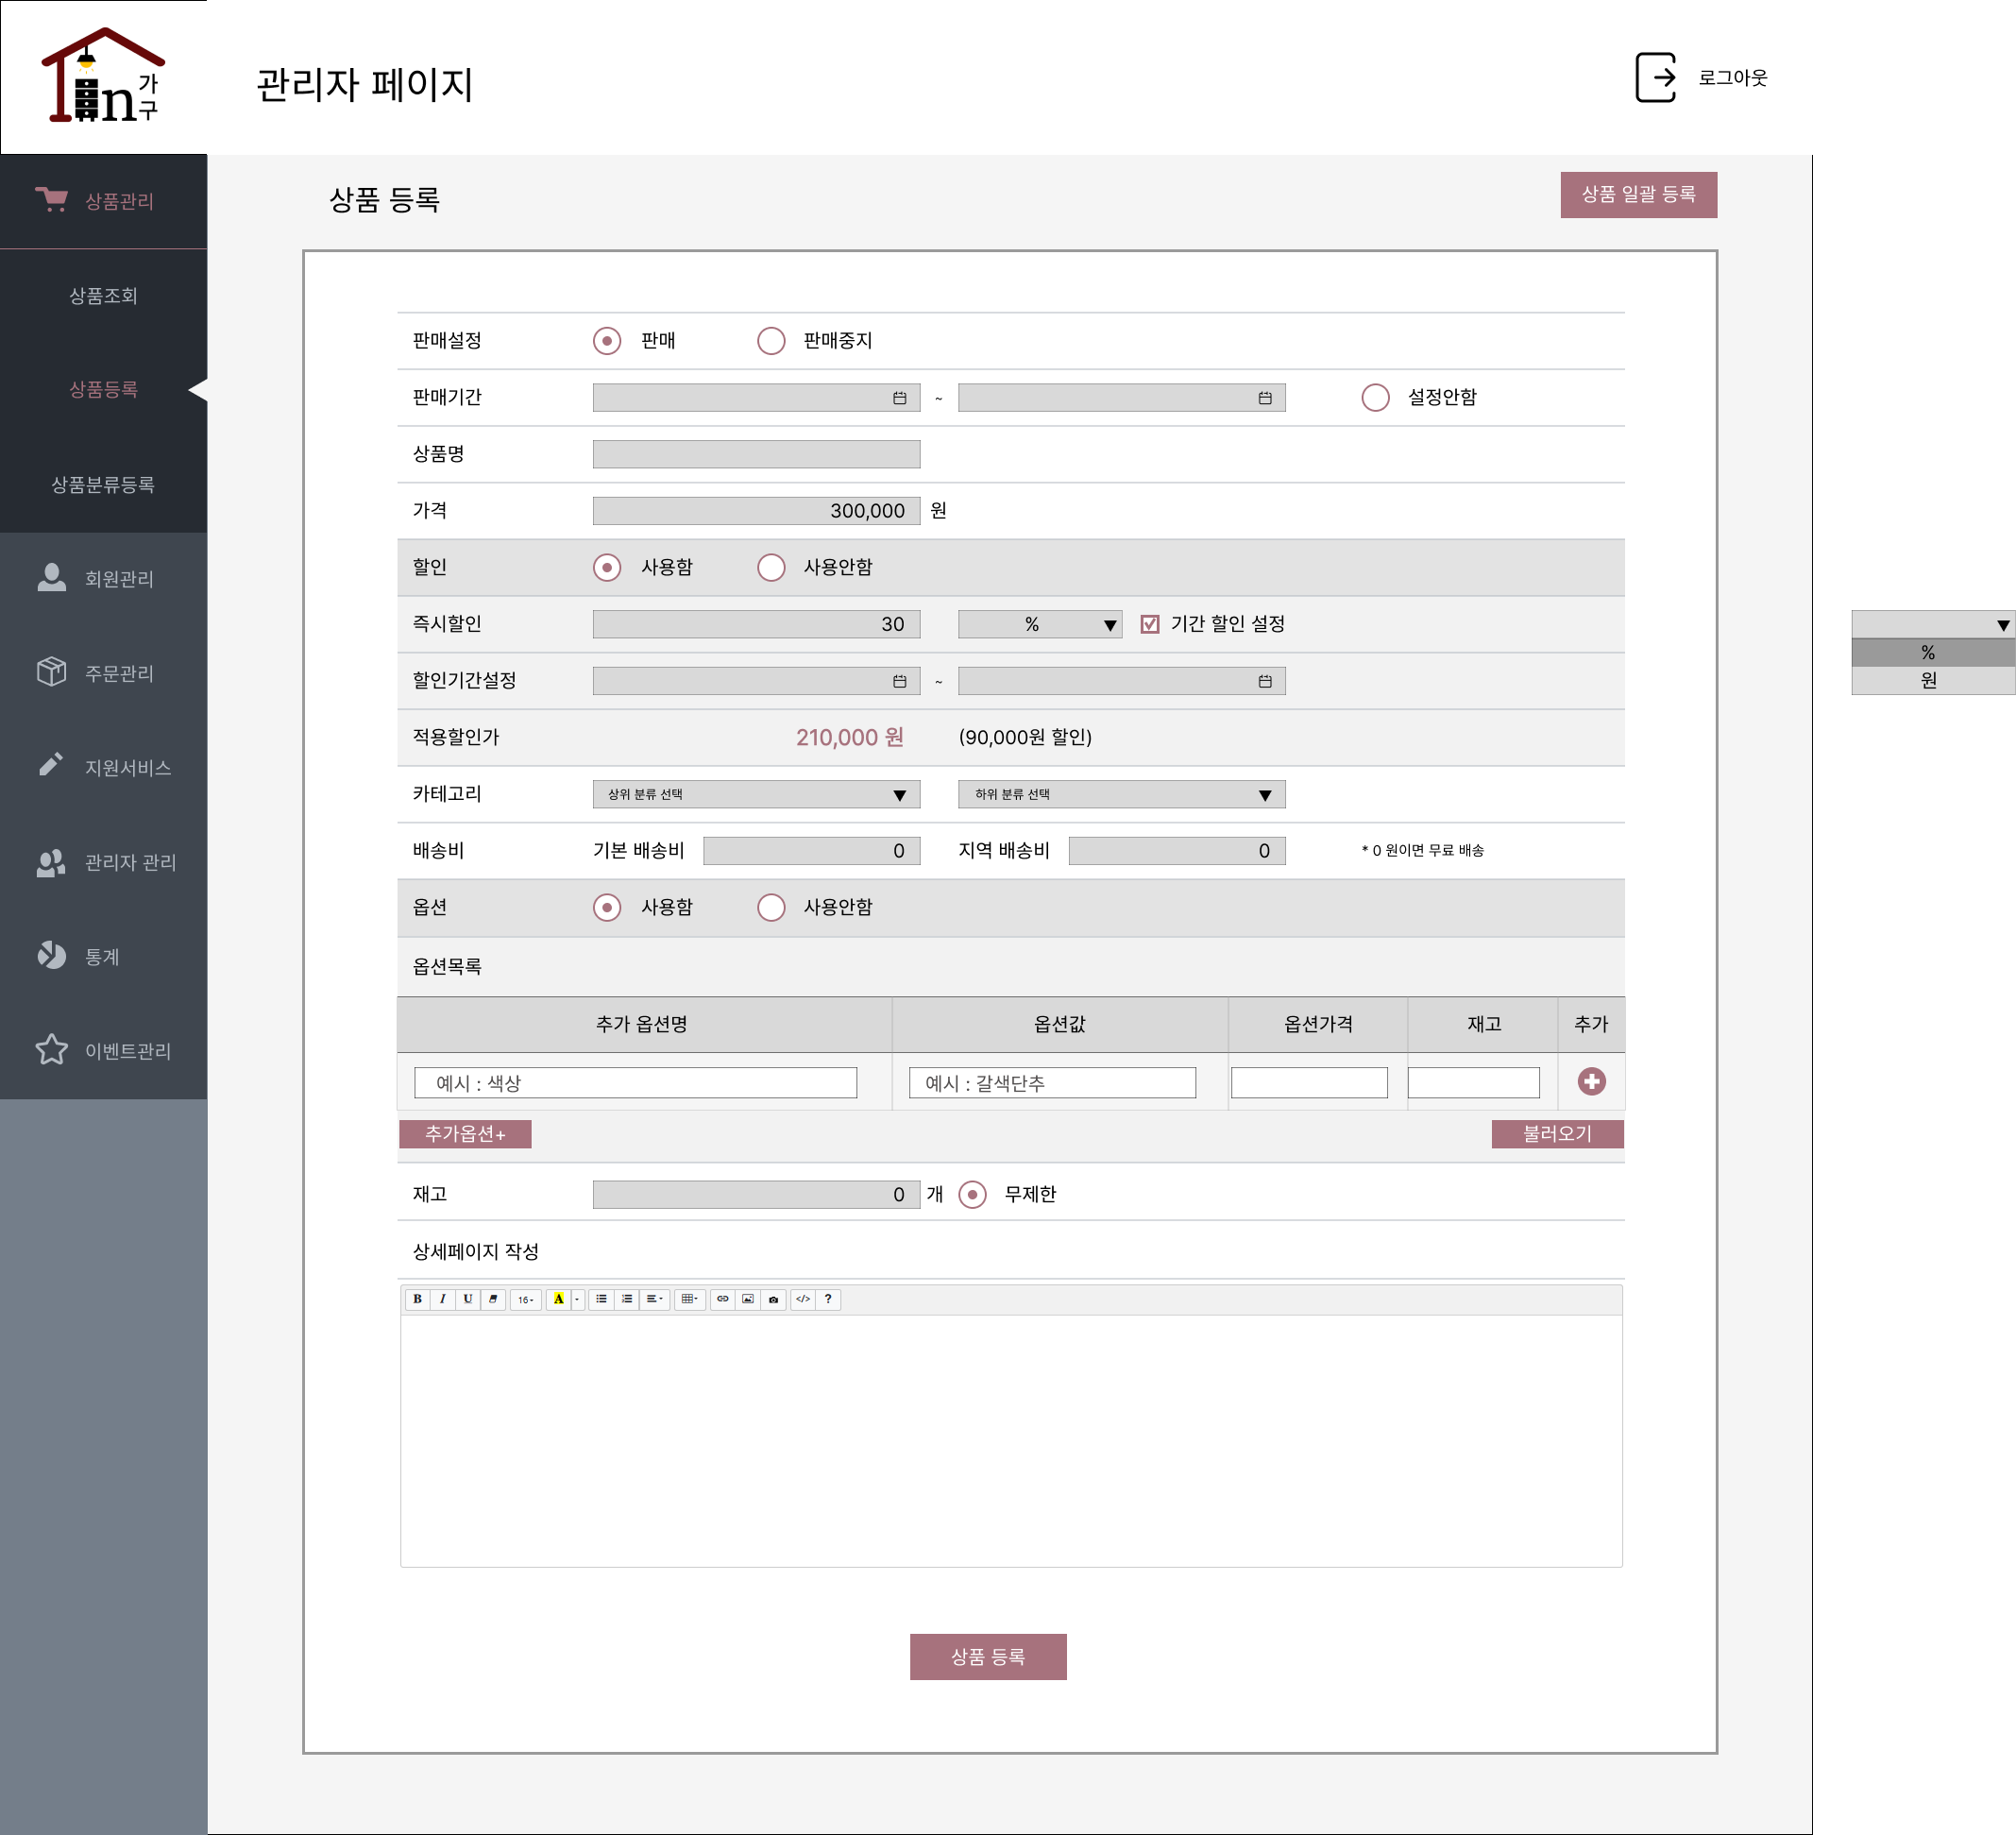 in 가구
관리자 페이지
로그아웃
상품관리
상품조회
상품등록
상품분류등록
회원관리
주문관리
지원서비스
관리자 관리
통계
이벤트관리
상품 등록
상품 일괄 등록
판매설정 판매 판매중지
판매기간 ~ 설정안함
상품명
가격 300,000 원
할인 사용함 사용안함
즉시할인 30 % ▼ 기간 할인 설정
할인기간설정 ~
적용할인가 210,000 원 (90,000원 할인)
카테고리 상위 분류 선택 ▼ 하위 분류 선택 ▼
배송비 기본 배송비 0 지역 배송비 0 * 0 원이면 무료 배송
옵션 사용함 사용안함
옵션목록
추가 옵션명 옵션값 옵션가격 재고 추가
예시 : 색상 예시 : 갈색단추
추가옵션+ 불러오기
재고 0 개 무제한
상세페이지 작성
B I U 16 A </> ?
상품 등록
▼
%
원